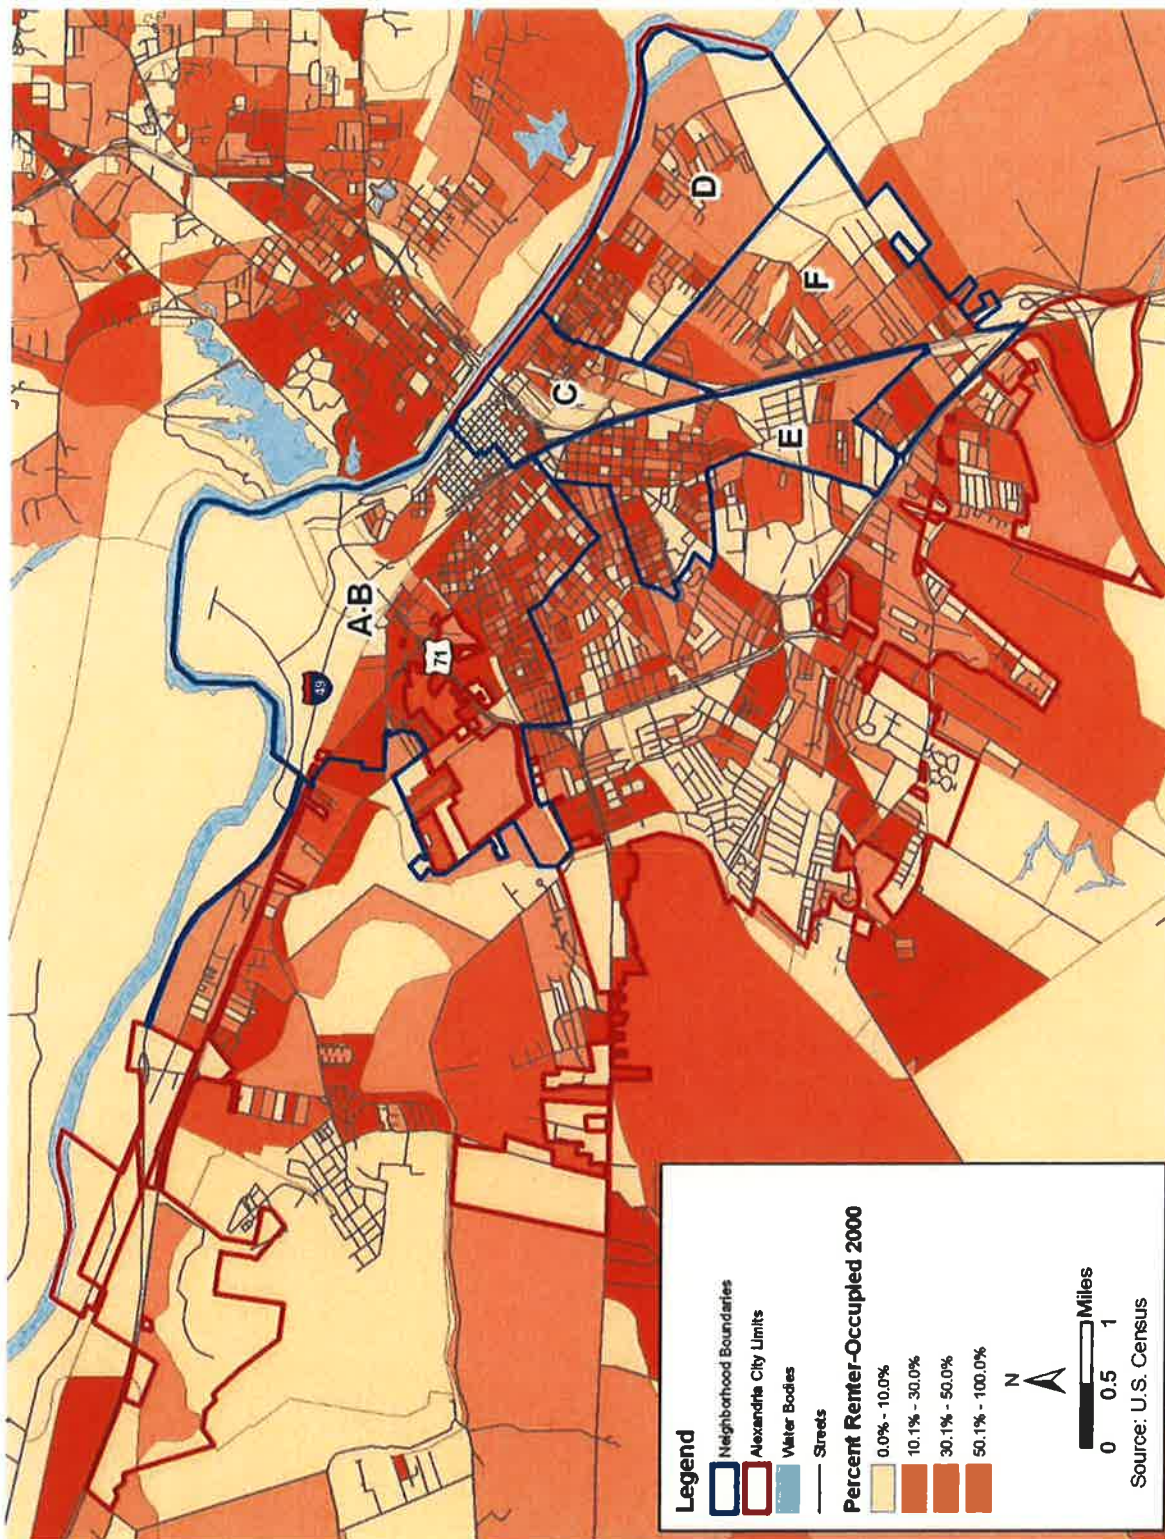 A-B
49
71
C
D
E
F
Legend
Neighborhood Boundaries
Alexandria City Limits
Water Bodies
Streets
Percent Renter-Occupied 2000
0.0% - 10.0%
10.1% - 30.0%
30.1% - 50.0%
50.1% - 100.0%
N
0 0.5 1 Miles
Source: U.S. Census